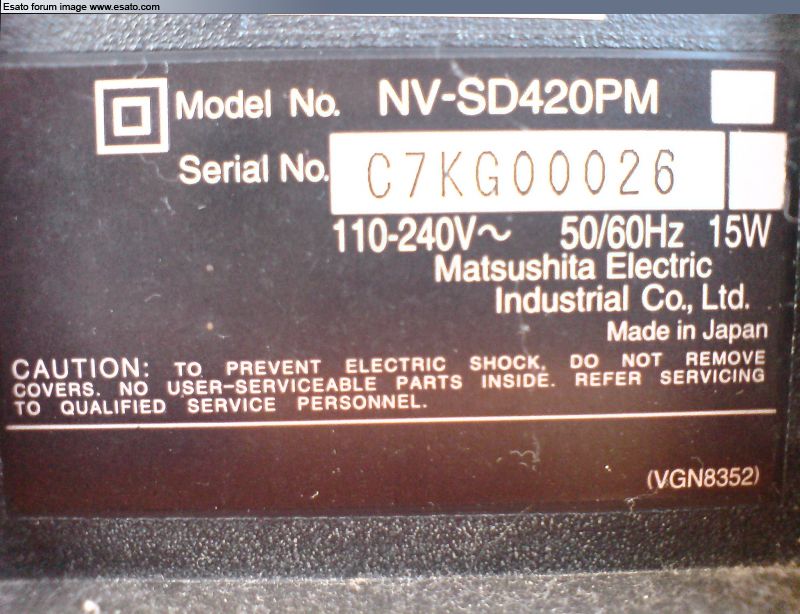 Esato forum image www.esato.com
Model No. NV-SD420PM
Serial No. C7KG00026
110-240V~ 50/60Hz 15W
Matsushita Electric
Industrial Co., Ltd.
Made in Japan
CAUTION: TO PREVENT ELECTRIC SHOCK, DO NOT REMOVE
COVERS. NO USER-SERVICEABLE PARTS INSIDE. REFER SERVICING
TO QUALIFIED SERVICE PERSONNEL.
(VGN8352)